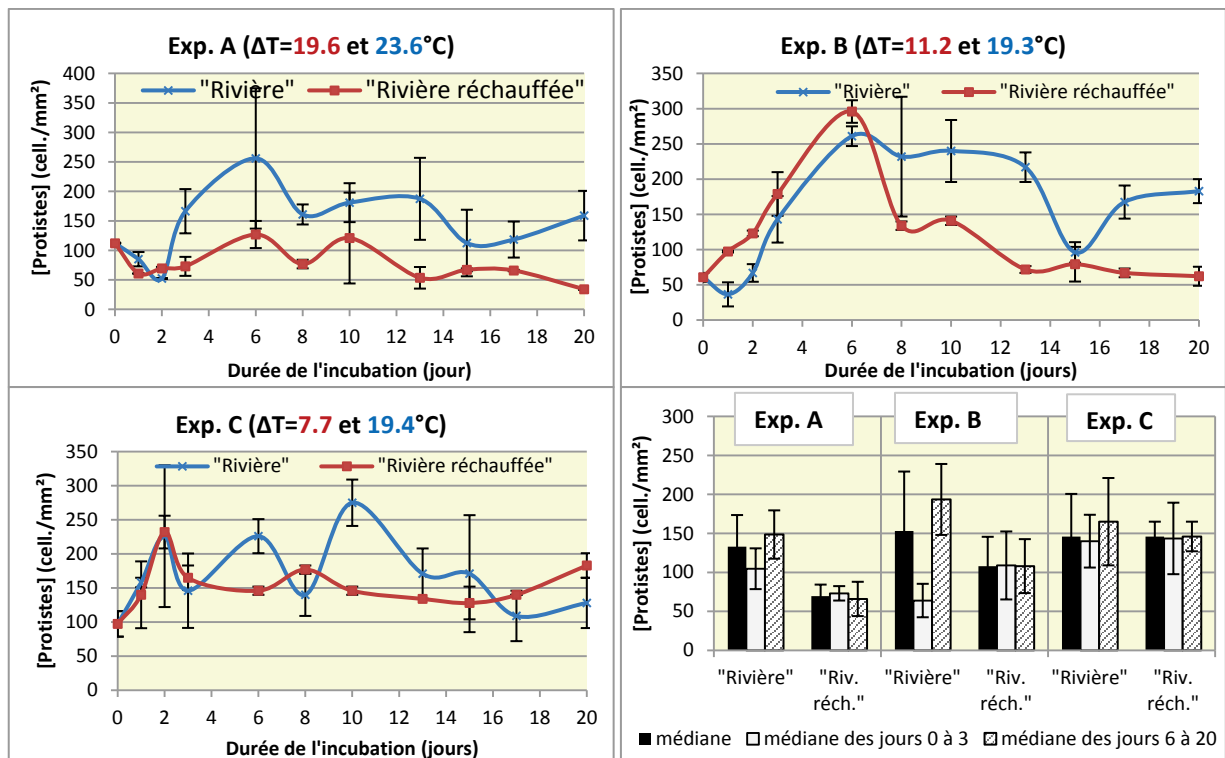 Exp. A (ΔT=19.6 et 23.6°C)
"Rivière" "Rivière réchauffée"
[Protistes] (cell./mm²)
400
350
300
250
200
150
100
50
0
0 2 4 6 8 10 12 14 16 18 20
Durée de l'incubation (jour)
Exp. B (ΔT=11.2 et 19.3°C)
"Rivière" "Rivière réchauffée"
[Protistes] (cell./mm²)
350
300
250
200
150
100
50
0
0 2 4 6 8 10 12 14 16 18 20
Durée de l'incubation (jours)
Exp. C (ΔT=7.7 et 19.4°C)
"Rivière" "Rivière réchauffée"
[Protistes] (cell./mm²)
350
300
250
200
150
100
50
0
0 2 4 6 8 10 12 14 16 18 20
Durée de l'incubation (jours)
Exp. A Exp. B Exp. C
[Protistes] (cell./mm²)
300
250
200
150
100
50
0
"Rivière" "Riv. "Rivière" "Riv. "Rivière" "Riv.
réch." réch." réch."
médiane médiane des jours 0 à 3 médiane des jours 6 à 20